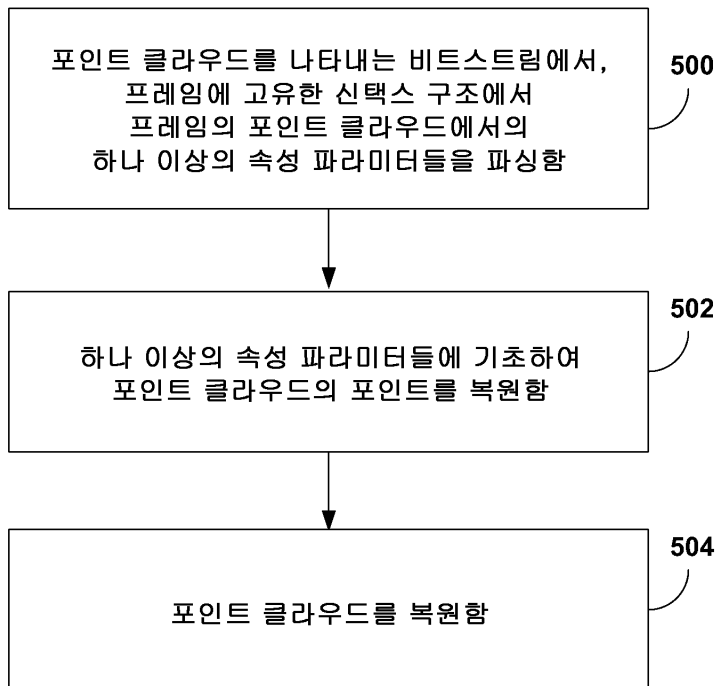 포인트 클라우드를 나타내는 비트스트림에서,
프레임에 고유한 신택스 구조에서
프레임의 포인트 클라우드에서의
하나 이상의 속성 파라미터들을 파싱함
500
하나 이상의 속성 파라미터들에 기초하여
포인트 클라우드의 포인트를 복원함
502
포인트 클라우드를 복원함
504